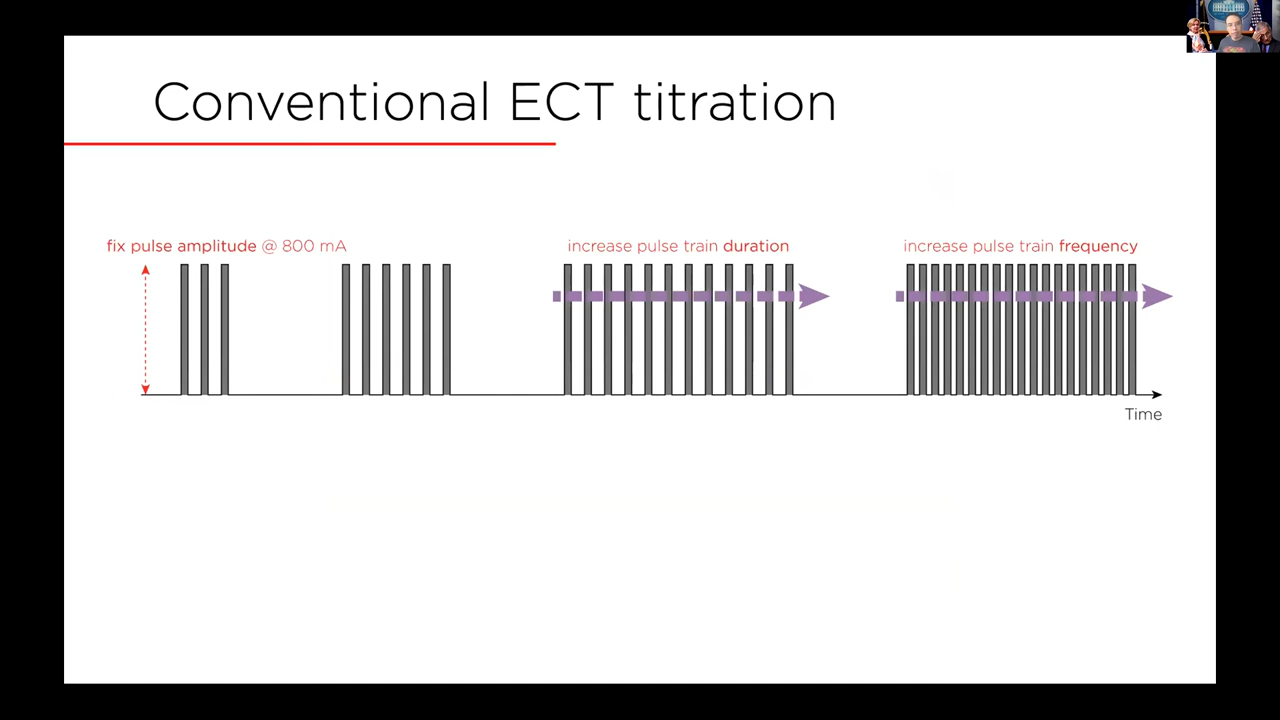 Conventional ECT titration
fix pulse amplitude @ 800 mA
increase pulse train duration
increase pulse train frequency
Time